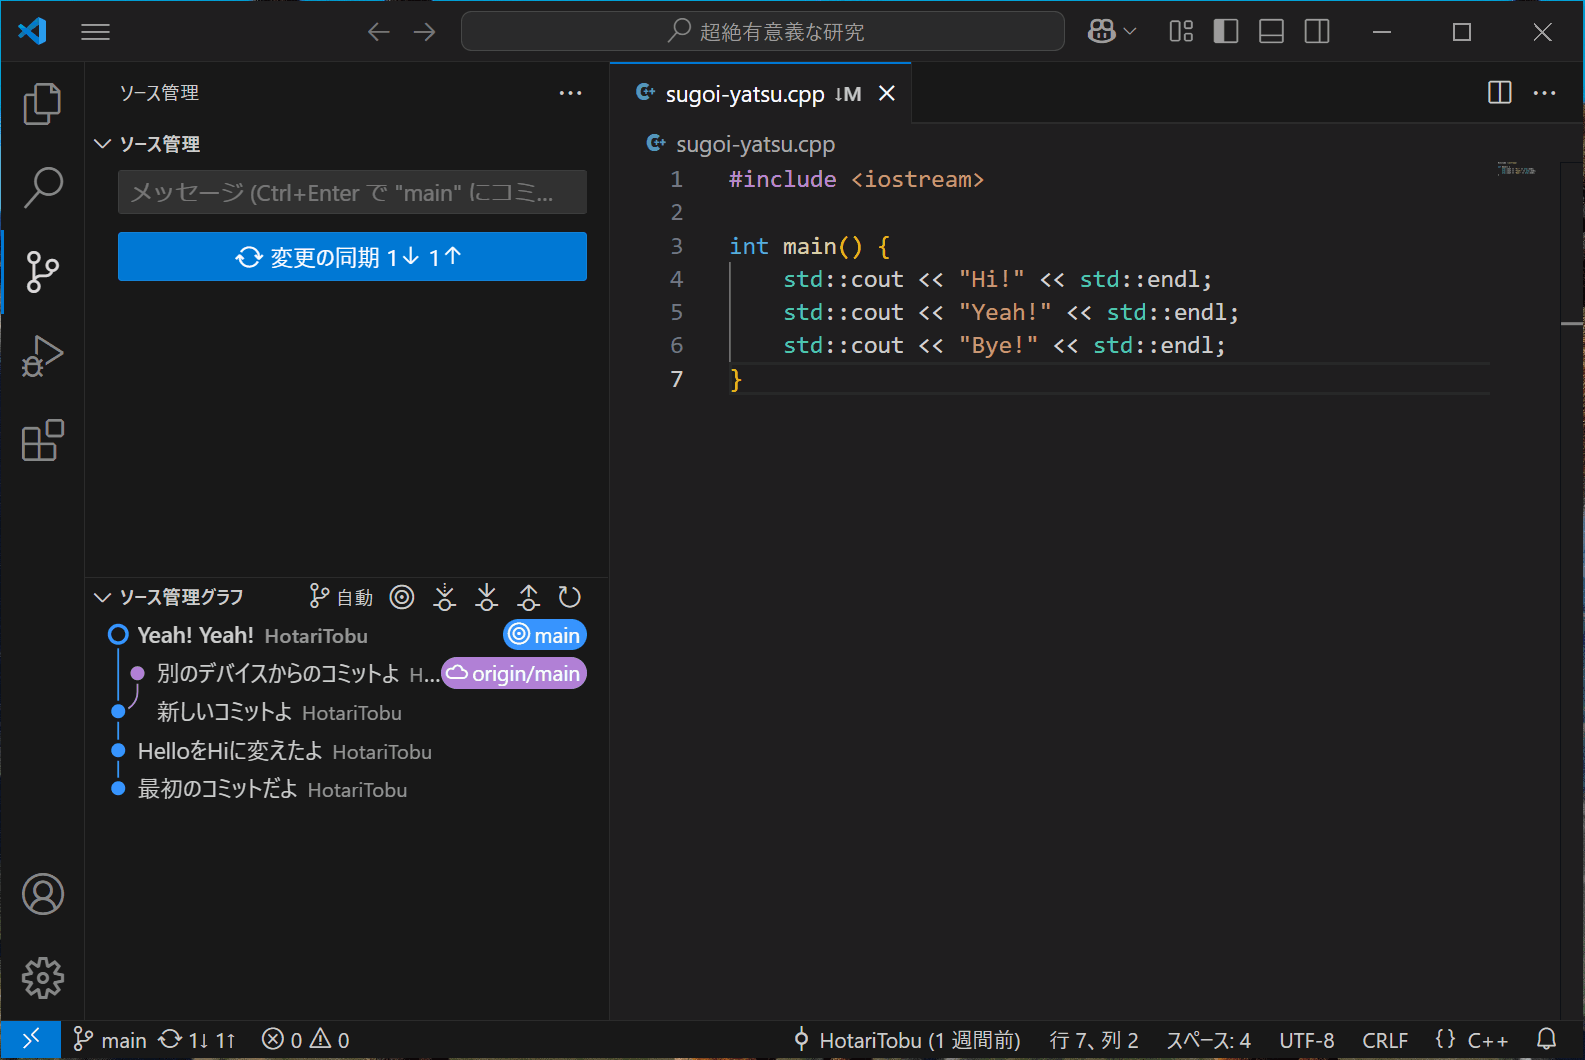 超絶有意義な研究
ソース管理
ソース管理
メッセージ (Ctrl+Enter で "main" にコミ...
変更の同期 1↓ 1↑
ソース管理グラフ 自動
Yeah! Yeah! HotariTobu main
別のデバイスからのコミットよ H... origin/main
新しいコミットよ HotariTobu
HelloをHiに変えたよ HotariTobu
最初のコミットだよ HotariTobu
sugoi-yatsu.cpp ↓M
sugoi-yatsu.cpp
1 #include <iostream>
2
3 int main() {
4 std::cout << "Hi!" << std::endl;
5 std::cout << "Yeah!" << std::endl;
6 std::cout << "Bye!" << std::endl;
7 }
main 1↓ 1↑ 0 0 HotariTobu (1 週間前) 行 7、列 2 スペース: 4 UTF-8 CRLF {} C++